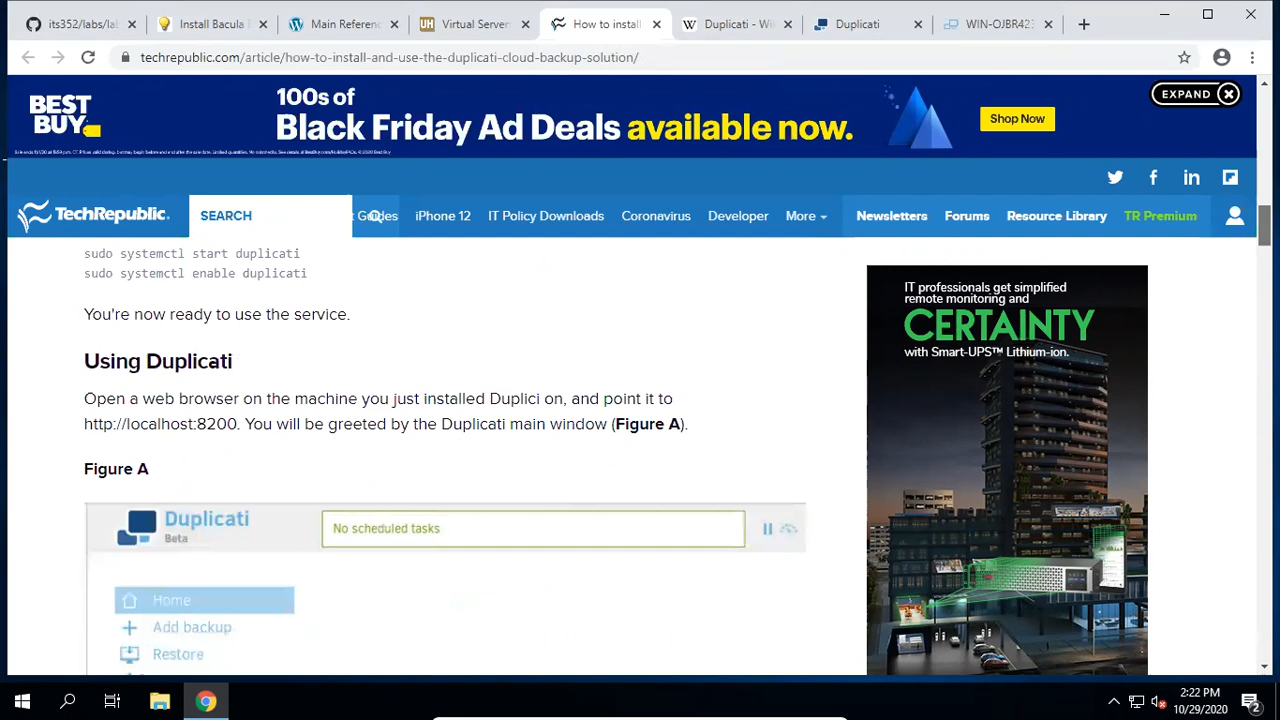 its352/labs/lab
Install Bacula
Main Referenc
UH
Virtual Server
How to install
W
Duplicati - Wi
Duplicati
WIN-OJBR423
techrepublic.com/article/how-to-install-and-use-the-duplicati-cloud-backup-solution/
BEST BUY
100s of
Black Friday Ad Deals available now.
Shop Now
EXPAND
TechRepublic.
SEARCH
t Guides
iPhone 12
IT Policy Downloads
Coronavirus
Developer
More
Newsletters
Forums
Resource Library
TR Premium
sudo systemctl start duplicati
sudo systemctl enable duplicati
You're now ready to use the service.
Using Duplicati
Open a web browser on the machine you just installed Duplici on, and point it to
http://localhost:8200. You will be greeted by the Duplicati main window (Figure A).
Figure A
Duplicati
Beta
No scheduled tasks
Home
Add backup
Restore
IT professionals get simplified
remote monitoring and
CERTAINTY
with Smart-UPS™ Lithium-ion.
2:22 PM
10/29/2020
2